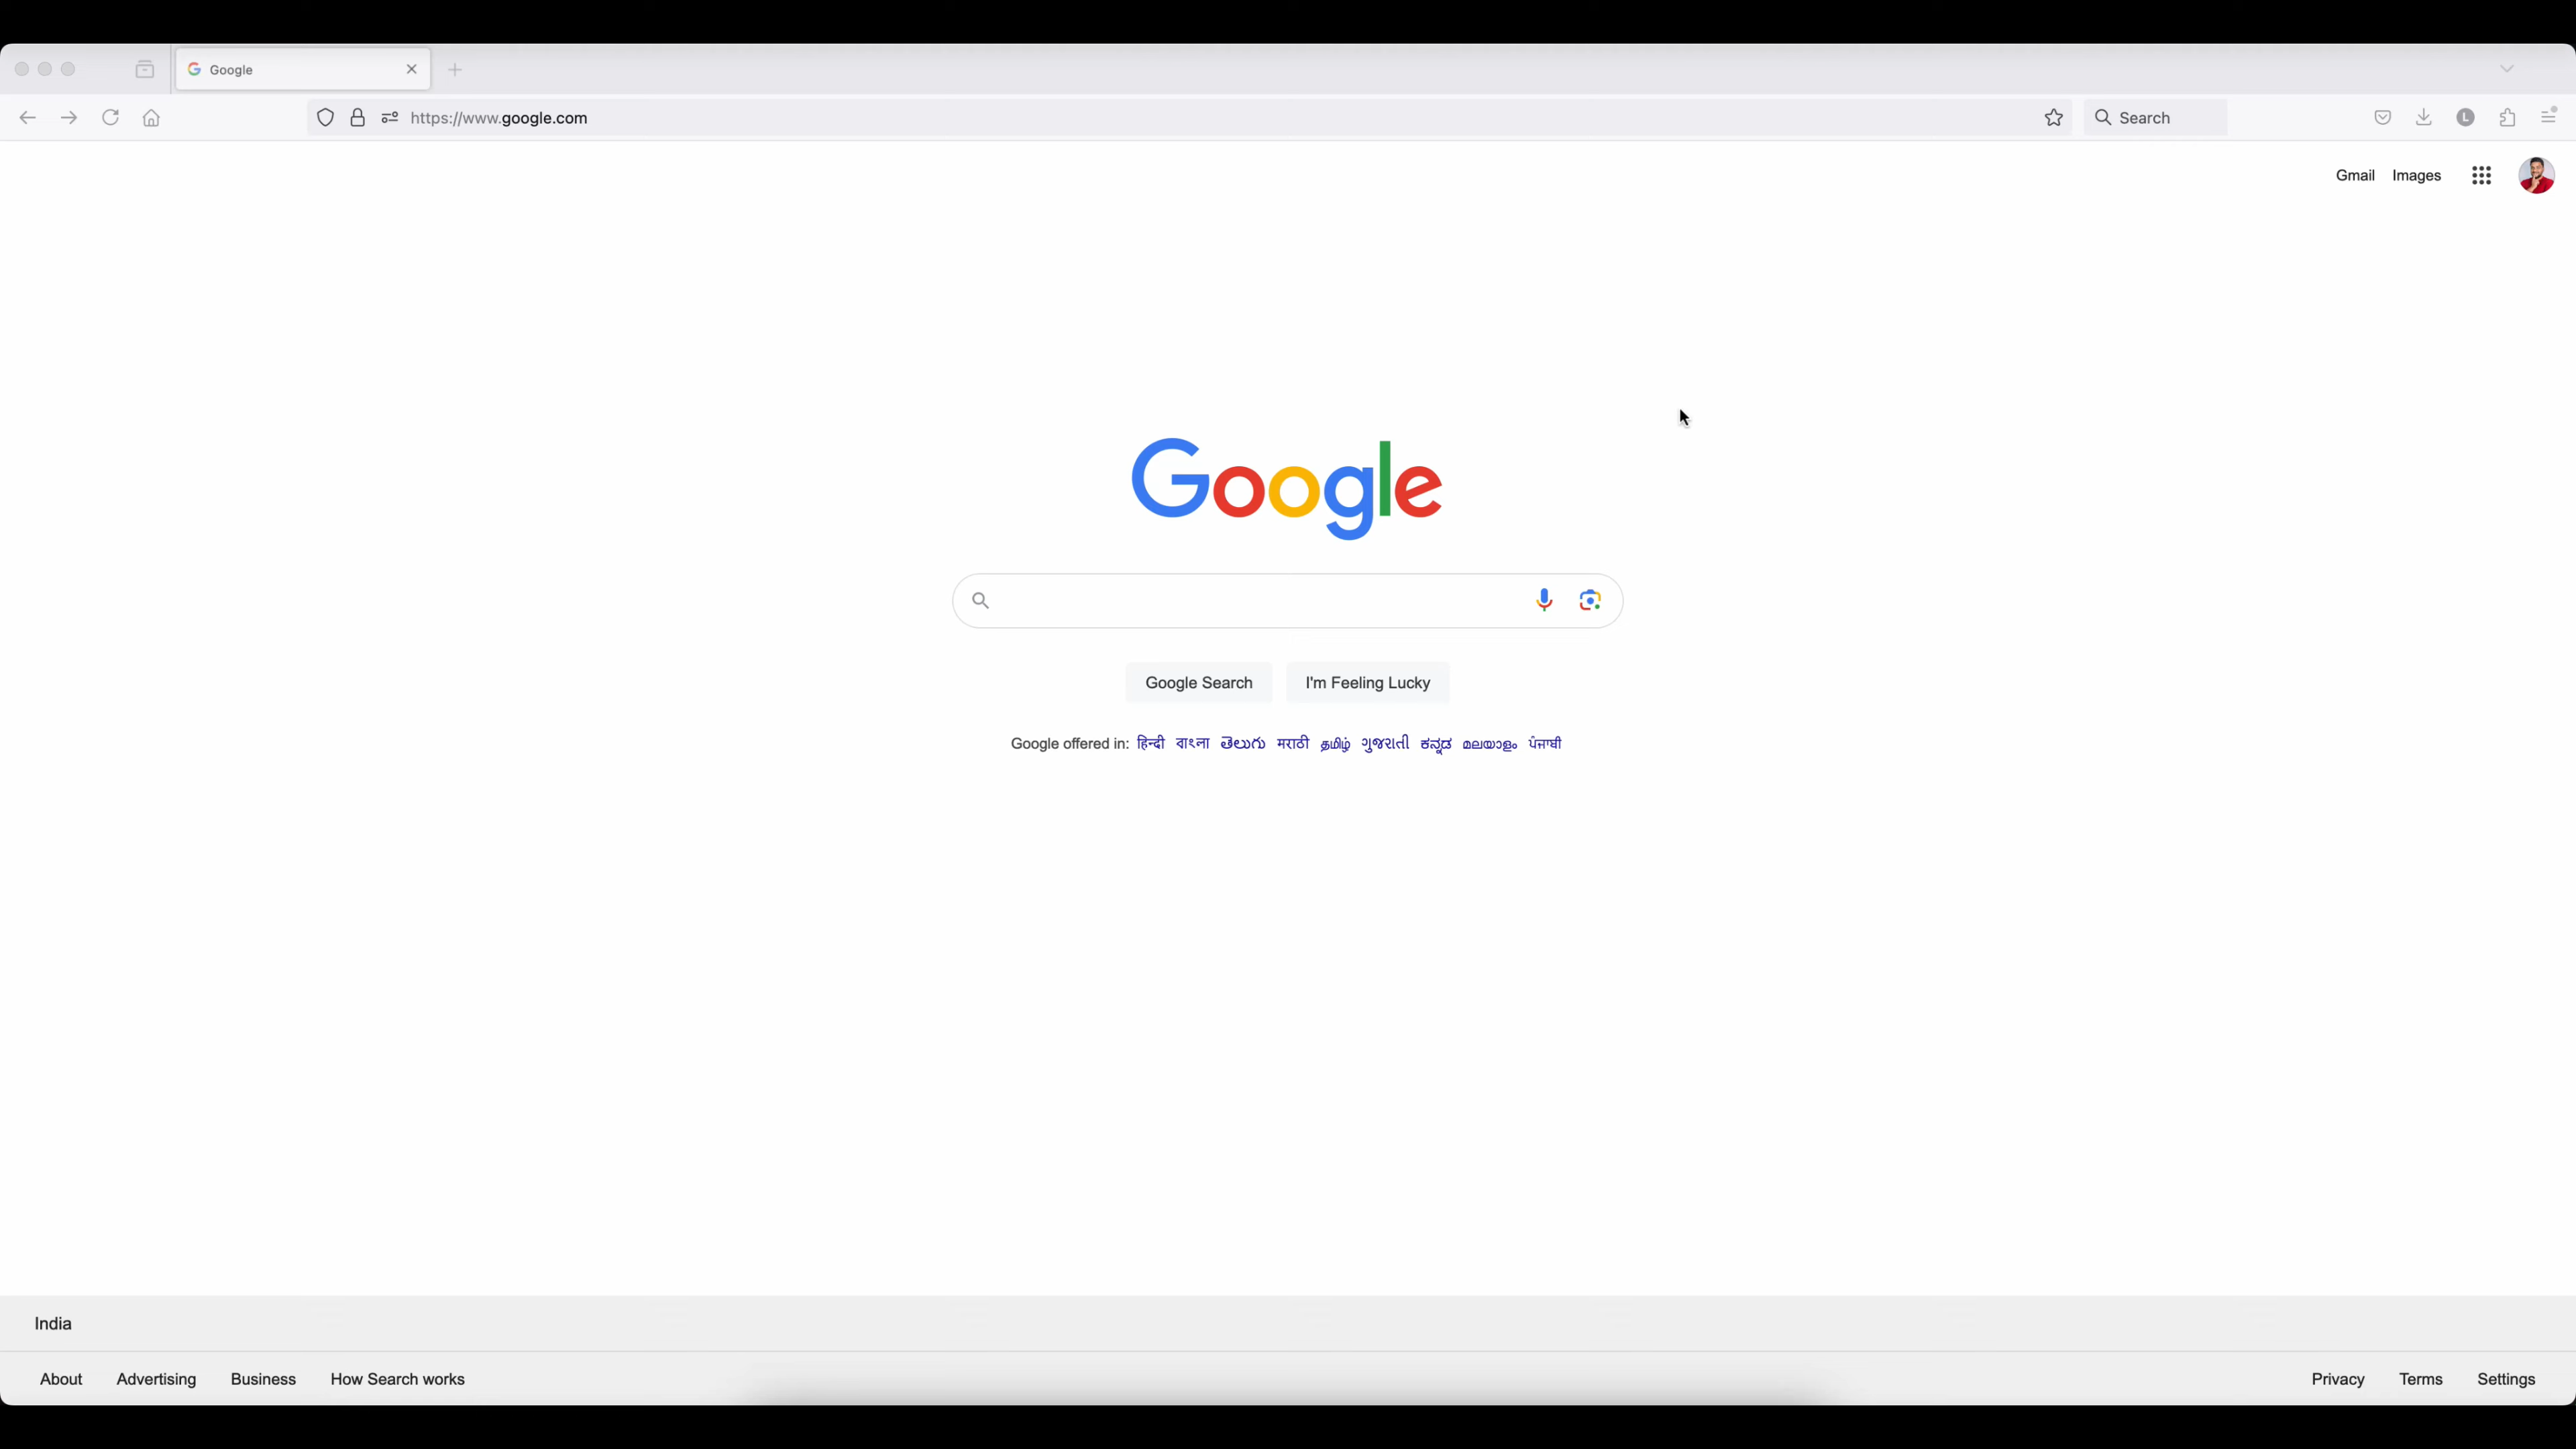 Google
https://www.google.com
Search
L
Gmail Images
Google
Google Search I'm Feeling Lucky
Google offered in: हिन्दी বাংলা తెలుగు मराठी தமிழ் ગુજરાતી ಕನ್ನಡ മലയാളം ਪੰਜਾਬੀ
India
About Advertising Business How Search works Privacy Terms Settings